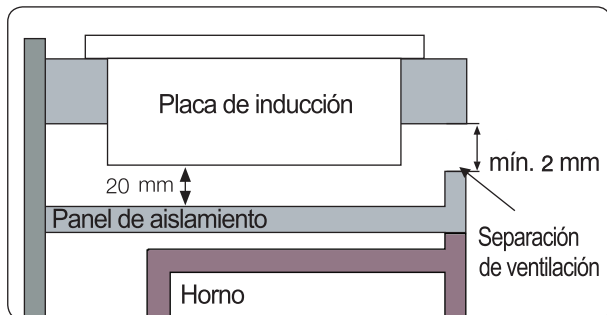 Placa de inducción
mín. 2 mm
20 mm
Panel de aislamiento
Separación
de ventilación
Horno